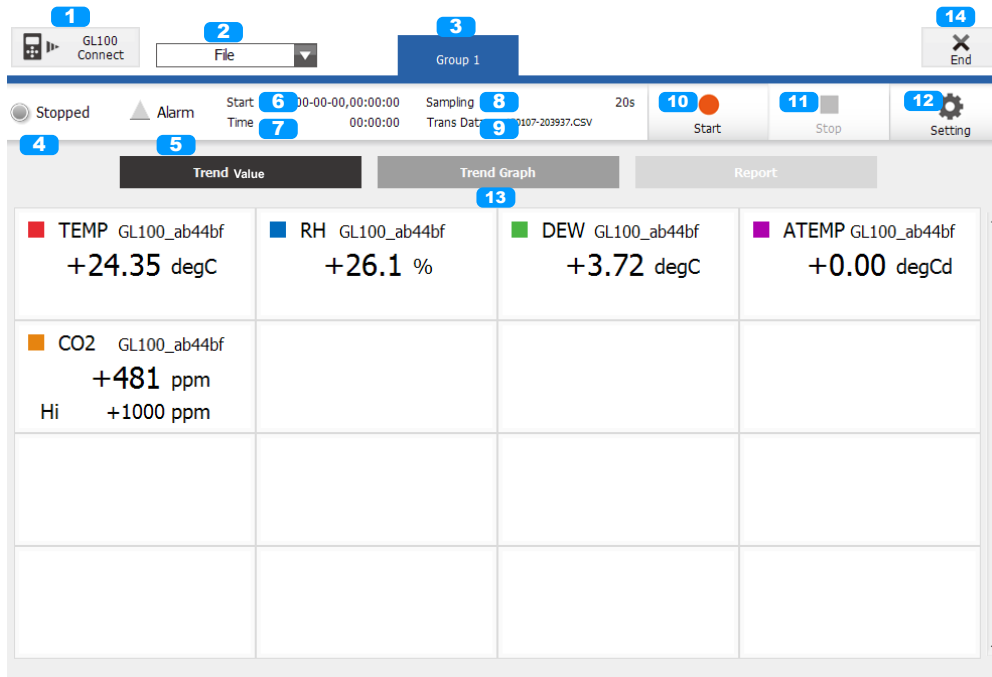 1
GL100
Connect
2
File
3
Group 1
14
End
Stopped
4
Alarm
5
Start 6 00-00-00,00:00:00
Time 7 00:00:00
Sampling 8 20s
Trans Dat 9 0107-203937.CSV
10
Start
11
Stop
12
Setting
Trend Value
Trend Graph
Report
13
TEMP GL100_ab44bf
+24.35 degC
RH GL100_ab44bf
+26.1 %
DEW GL100_ab44bf
+3.72 degC
ATEMP GL100_ab44bf
+0.00 degCd
CO2 GL100_ab44bf
+481 ppm
Hi +1000 ppm